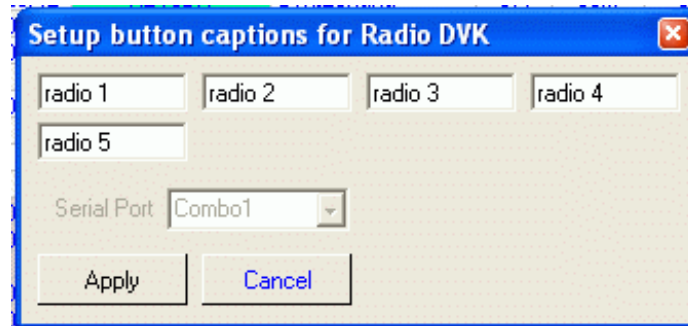 Setup button captions for Radio DVK
radio 1 radio 2 radio 3 radio 4
radio 5
Serial Port Combo1
Apply Cancel